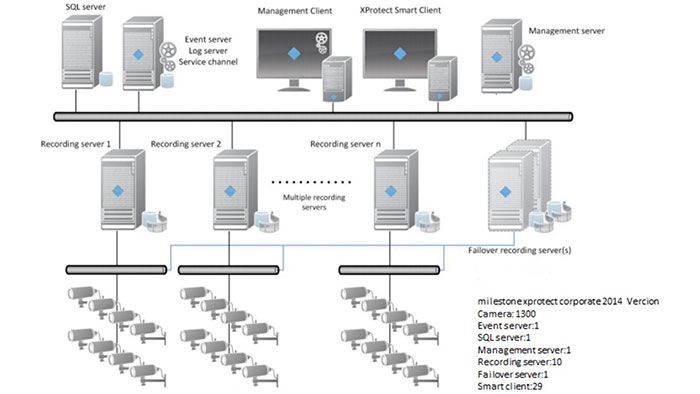 SQL server
Event server
Log server
Service channel
Management Client
XProtect Smart Client
Management server
Recording server 1
Recording server 2
Recording server n
Multiple recording
servers
Failover recording server(s)
milestone xprotect corporate 2014 Vercion
Camera: 1300
Event server:1
SQL server:1
Management server:1
Recording server:10
Failover server:1
Smart client:29